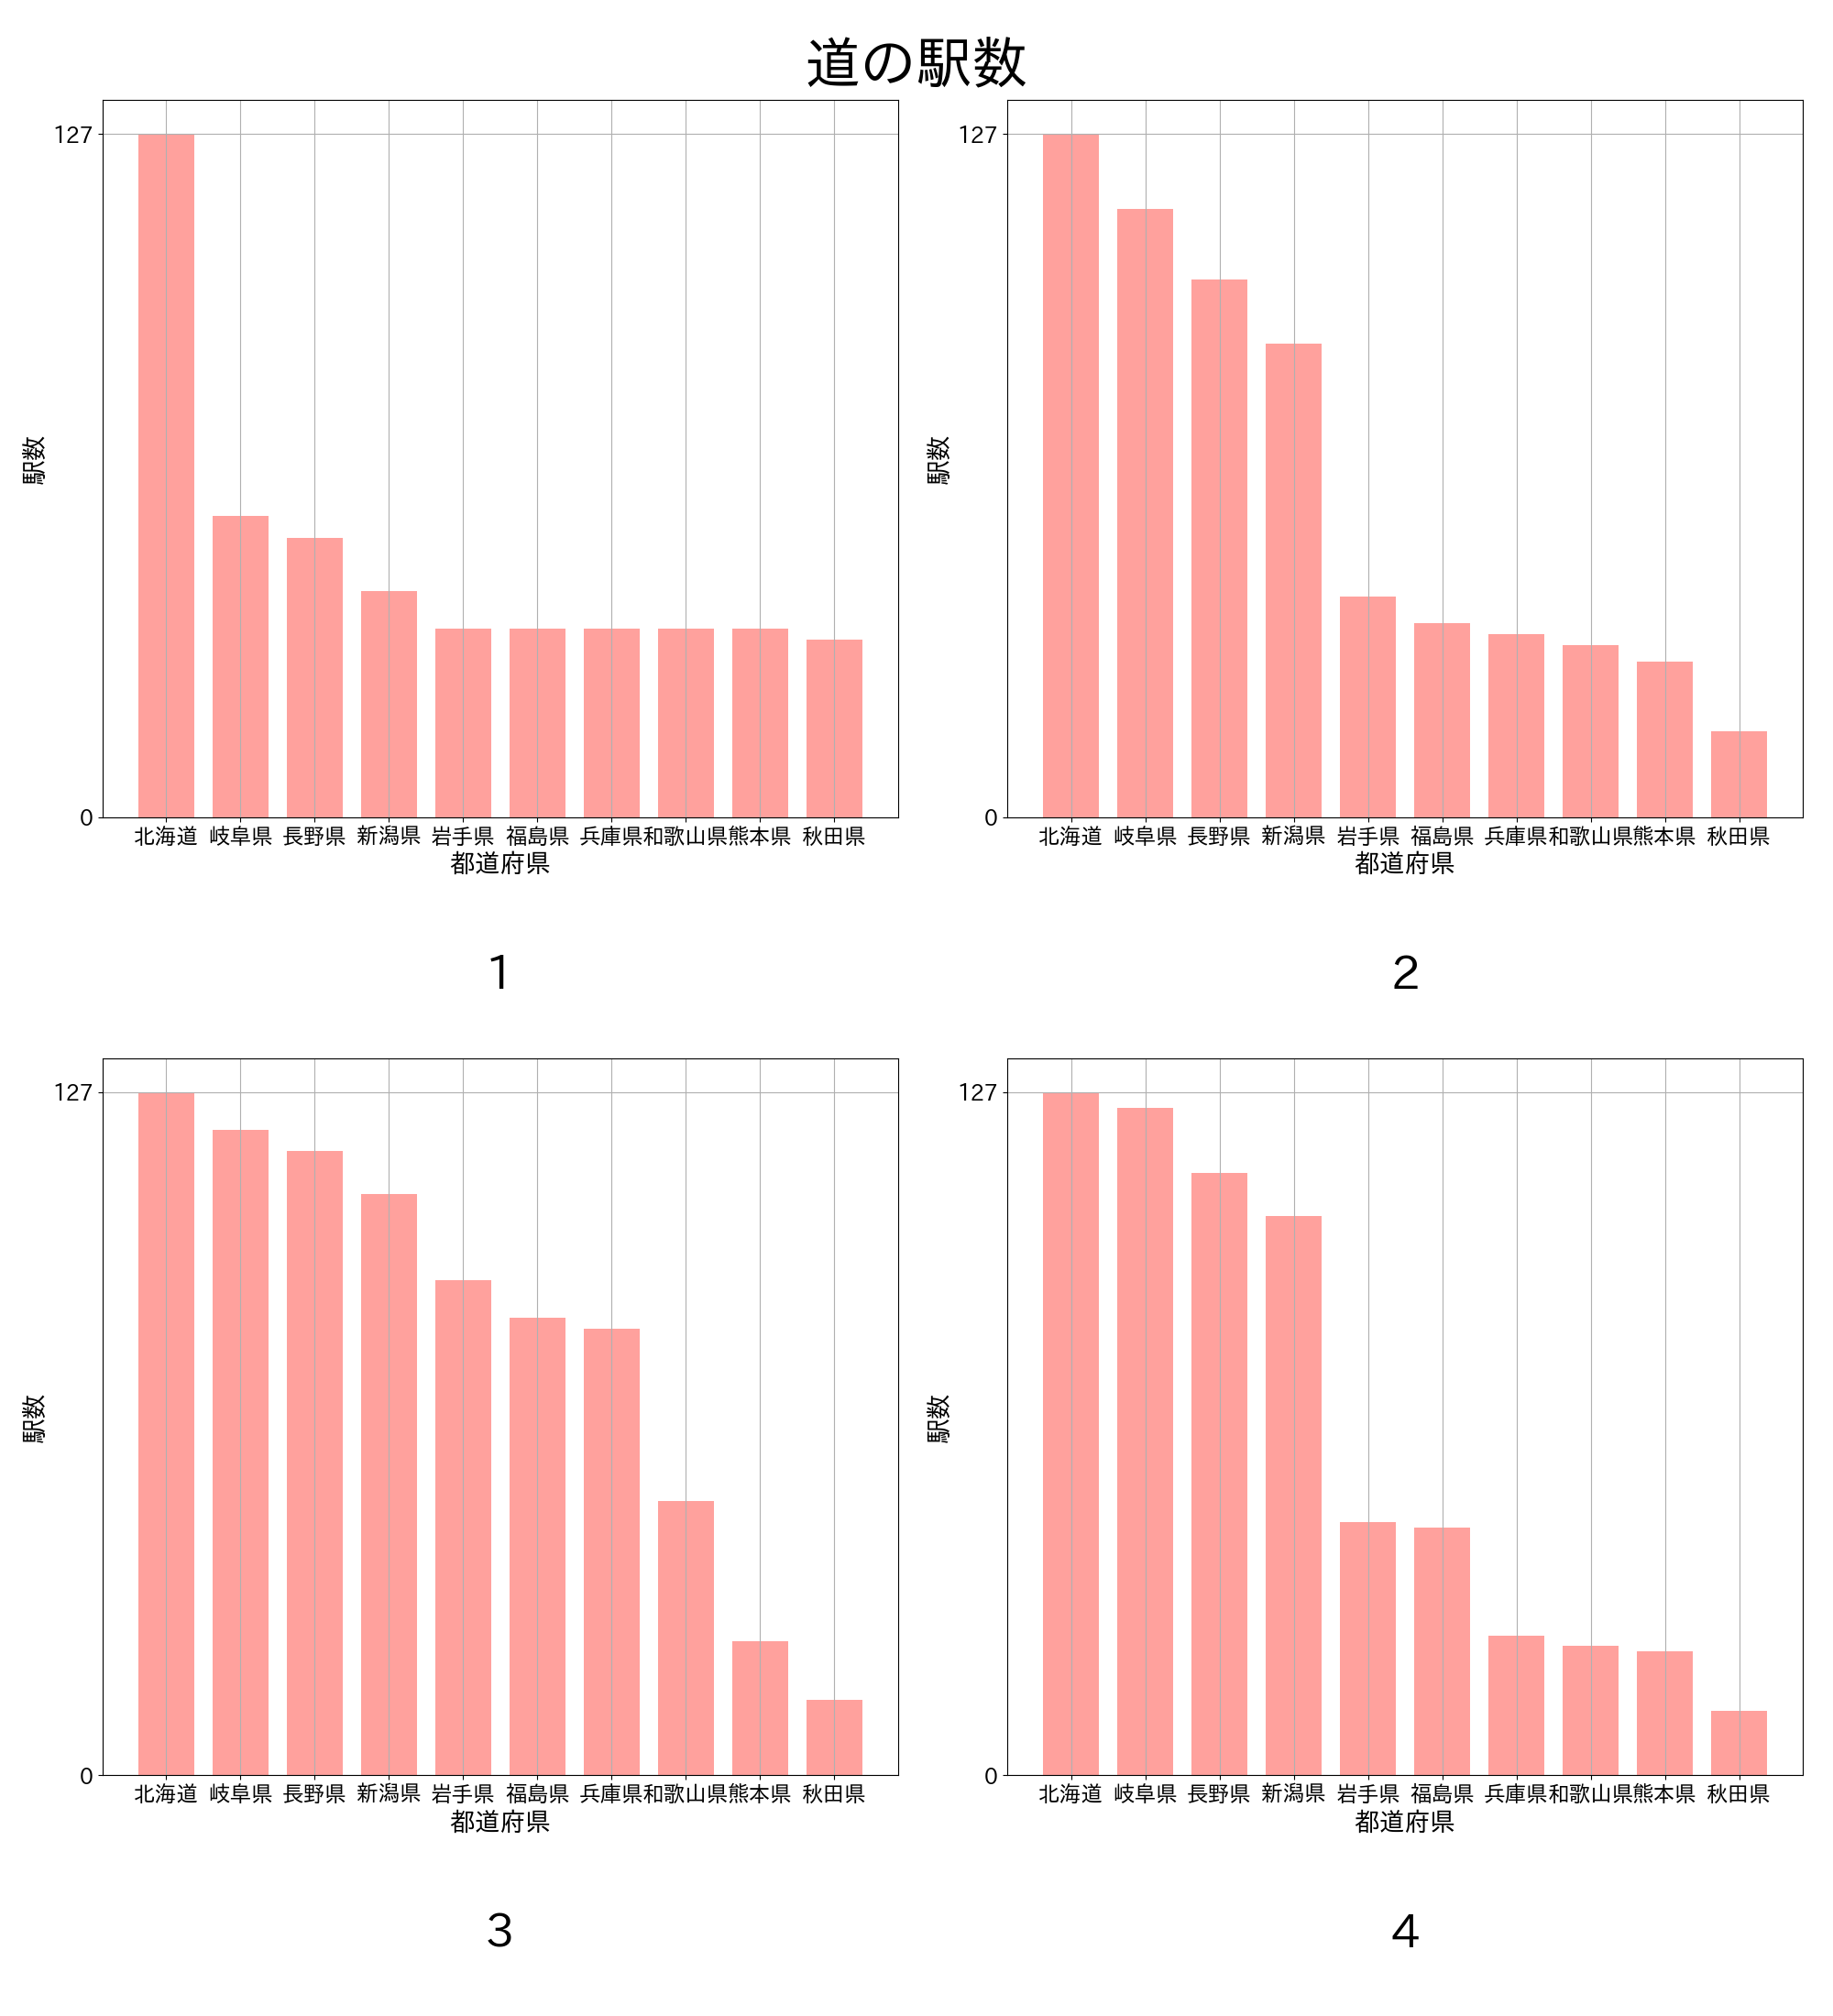 道の駅数
127
0
駅数
北海道 岐阜県 長野県 新潟県 岩手県 福島県 兵庫県 和歌山県 熊本県 秋田県
都道府県
1
127
0
駅数
北海道 岐阜県 長野県 新潟県 岩手県 福島県 兵庫県 和歌山県 熊本県 秋田県
都道府県
2
127
0
駅数
北海道 岐阜県 長野県 新潟県 岩手県 福島県 兵庫県 和歌山県 熊本県 秋田県
都道府県
3
127
0
駅数
北海道 岐阜県 長野県 新潟県 岩手県 福島県 兵庫県 和歌山県 熊本県 秋田県
都道府県
4